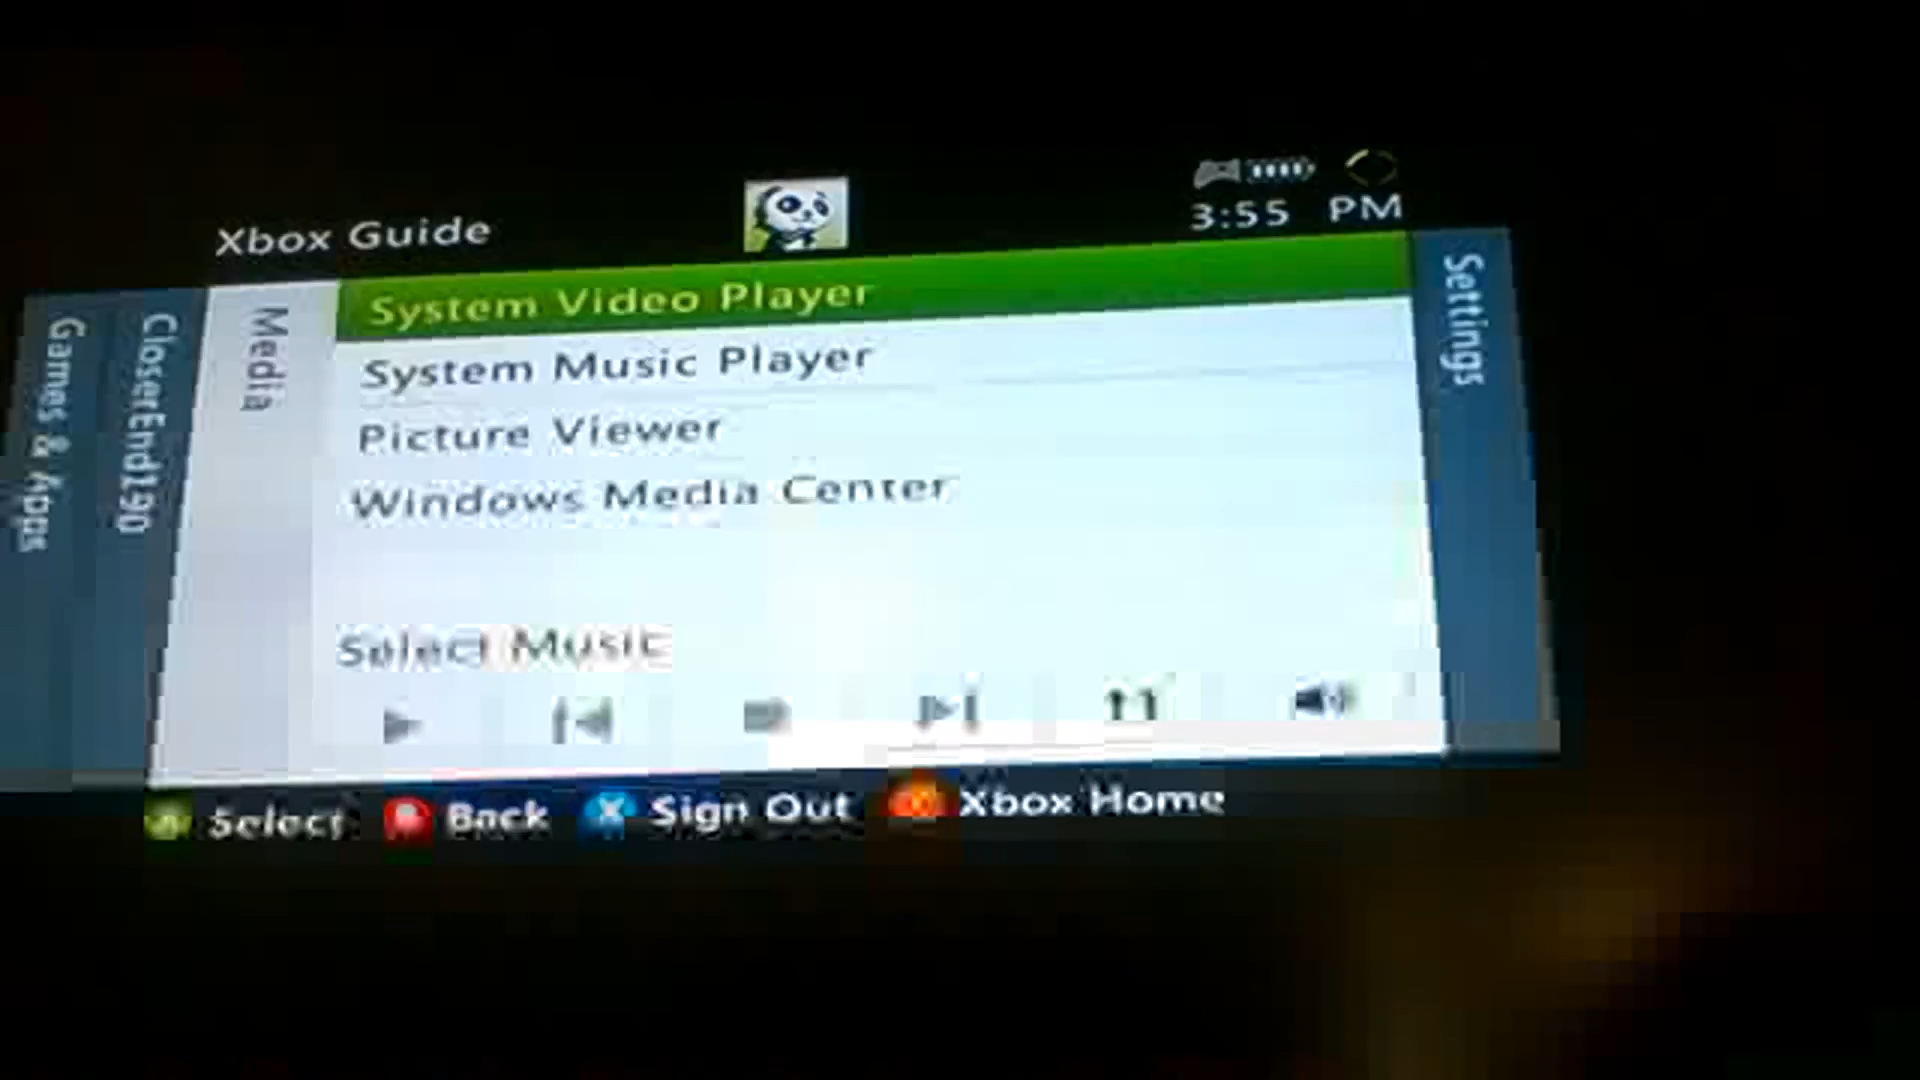 Xbox Guide
3:55 PM
Games & Apps
CloserEnd190
Media
System Video Player
System Music Player
Picture Viewer
Windows Media Center
Select Music
Settings
Select
Back
X Sign Out
Xbox Home